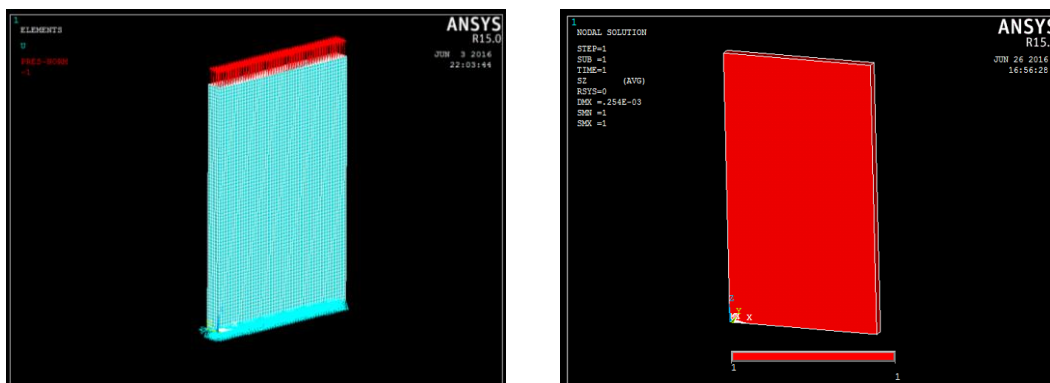 1
ELEMENTS
U
PRES-NORM
-1
ANSYS
R15.0
JUN 3 2016
22:03:44
1
NODAL SOLUTION
STEP=1
SUB =1
TIME=1
SZ (AVG)
RSYS=0
DMX =.254E-03
SMN =1
SMX =1
ANSYS
R15.
JUN 26 2016
16:56:28
Z
Y
X
1
1